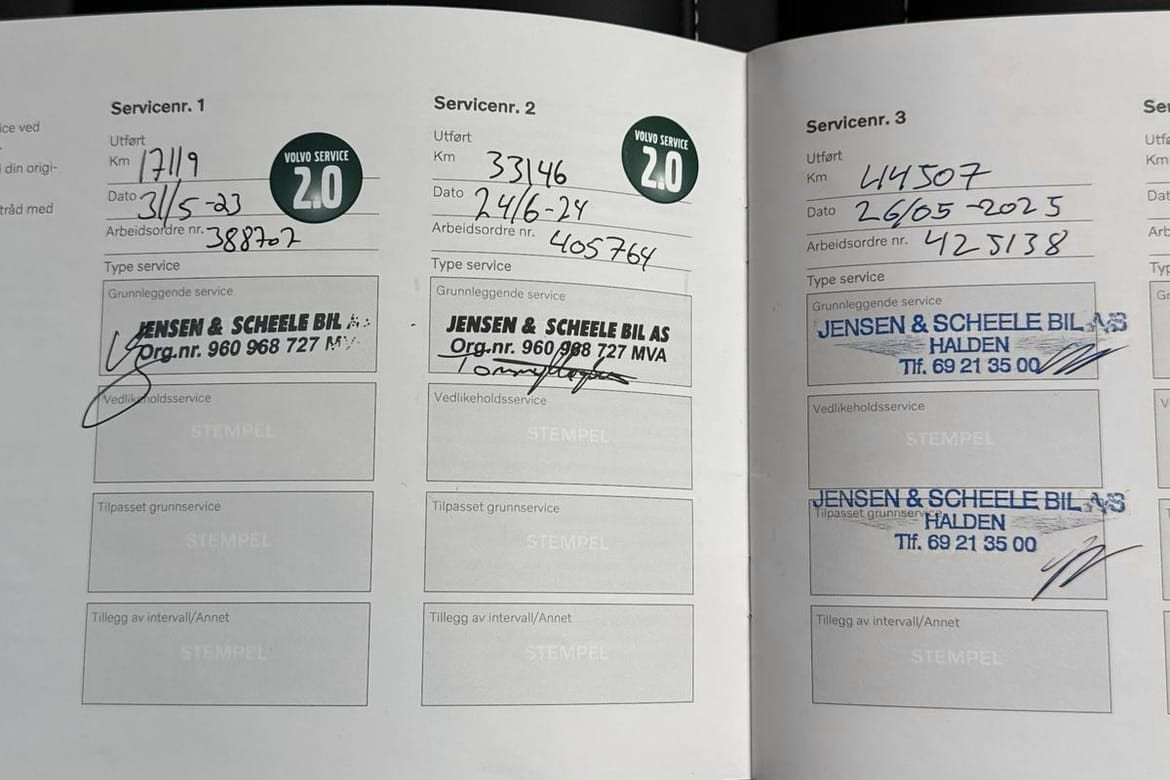 ice ved
i din origi-
tråd med
Servicenr. 1
Utført
Km 17119
Dato 31/5-23
Arbeidsordre nr. 388702
VOLVO SERVICE
2.0
Type service
Grunnleggende service
JENSEN & SCHEELE BIL
Org.nr. 960 968 727
Vedlikeholdsservice
STEMPEL
Tilpasset grunnservice
STEMPEL
Tillegg av intervall/Annet
STEMPEL
Servicenr. 2
Utført
Km 33146
Dato 24/6-24
Arbeidsordre nr. 405764
VOLVO SERVICE
2.0
Type service
Grunnleggende service
JENSEN & SCHEELE BIL AS
Org.nr. 960 968 727 MVA
Vedlikeholdsservice
STEMPEL
Tilpasset grunnservice
STEMPEL
Tillegg av intervall/Annet
STEMPEL
Servicenr. 3
Utført
Km 44507
Dato 26/05-2025
Arbeidsordre nr. 425138
Type service
Grunnleggende service
JENSEN & SCHEELE BIL A/S
HALDEN
Tlf. 69 21 35 00
Vedlikeholdsservice
STEMPEL
JENSEN & SCHEELE BIL A/S
Tilpasset grunnservice
HALDEN
Tlf. 69 21 35 00
Tillegg av intervall/Annet
STEMPEL
Ser
Utfø
Km
Dat
Arb
Typ